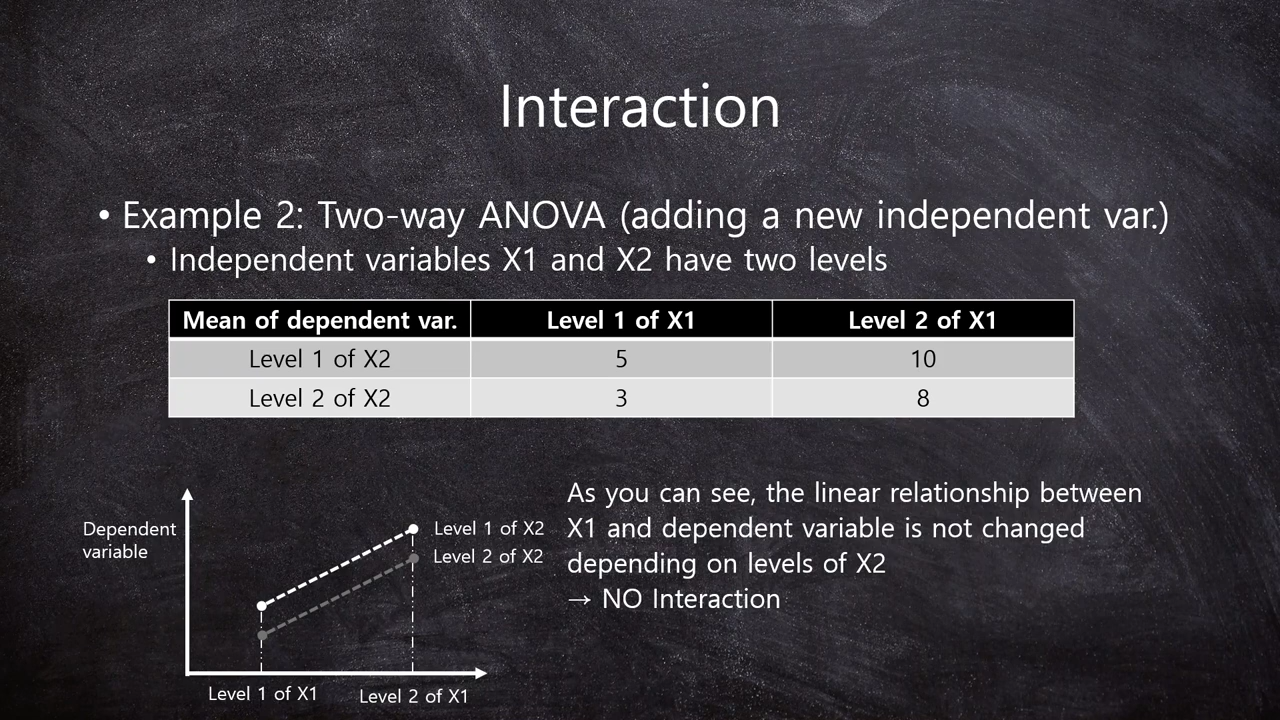 Interaction
• Example 2: Two-way ANOVA (adding a new independent var.)
• Independent variables X1 and X2 have two levels
Mean of dependent var. Level 1 of X1 Level 2 of X1
Level 1 of X2 5 10
Level 2 of X2 3 8
Dependent
variable
Level 1 of X2
Level 2 of X2
Level 1 of X1 Level 2 of X1
As you can see, the linear relationship between
X1 and dependent variable is not changed
depending on levels of X2
→ NO Interaction